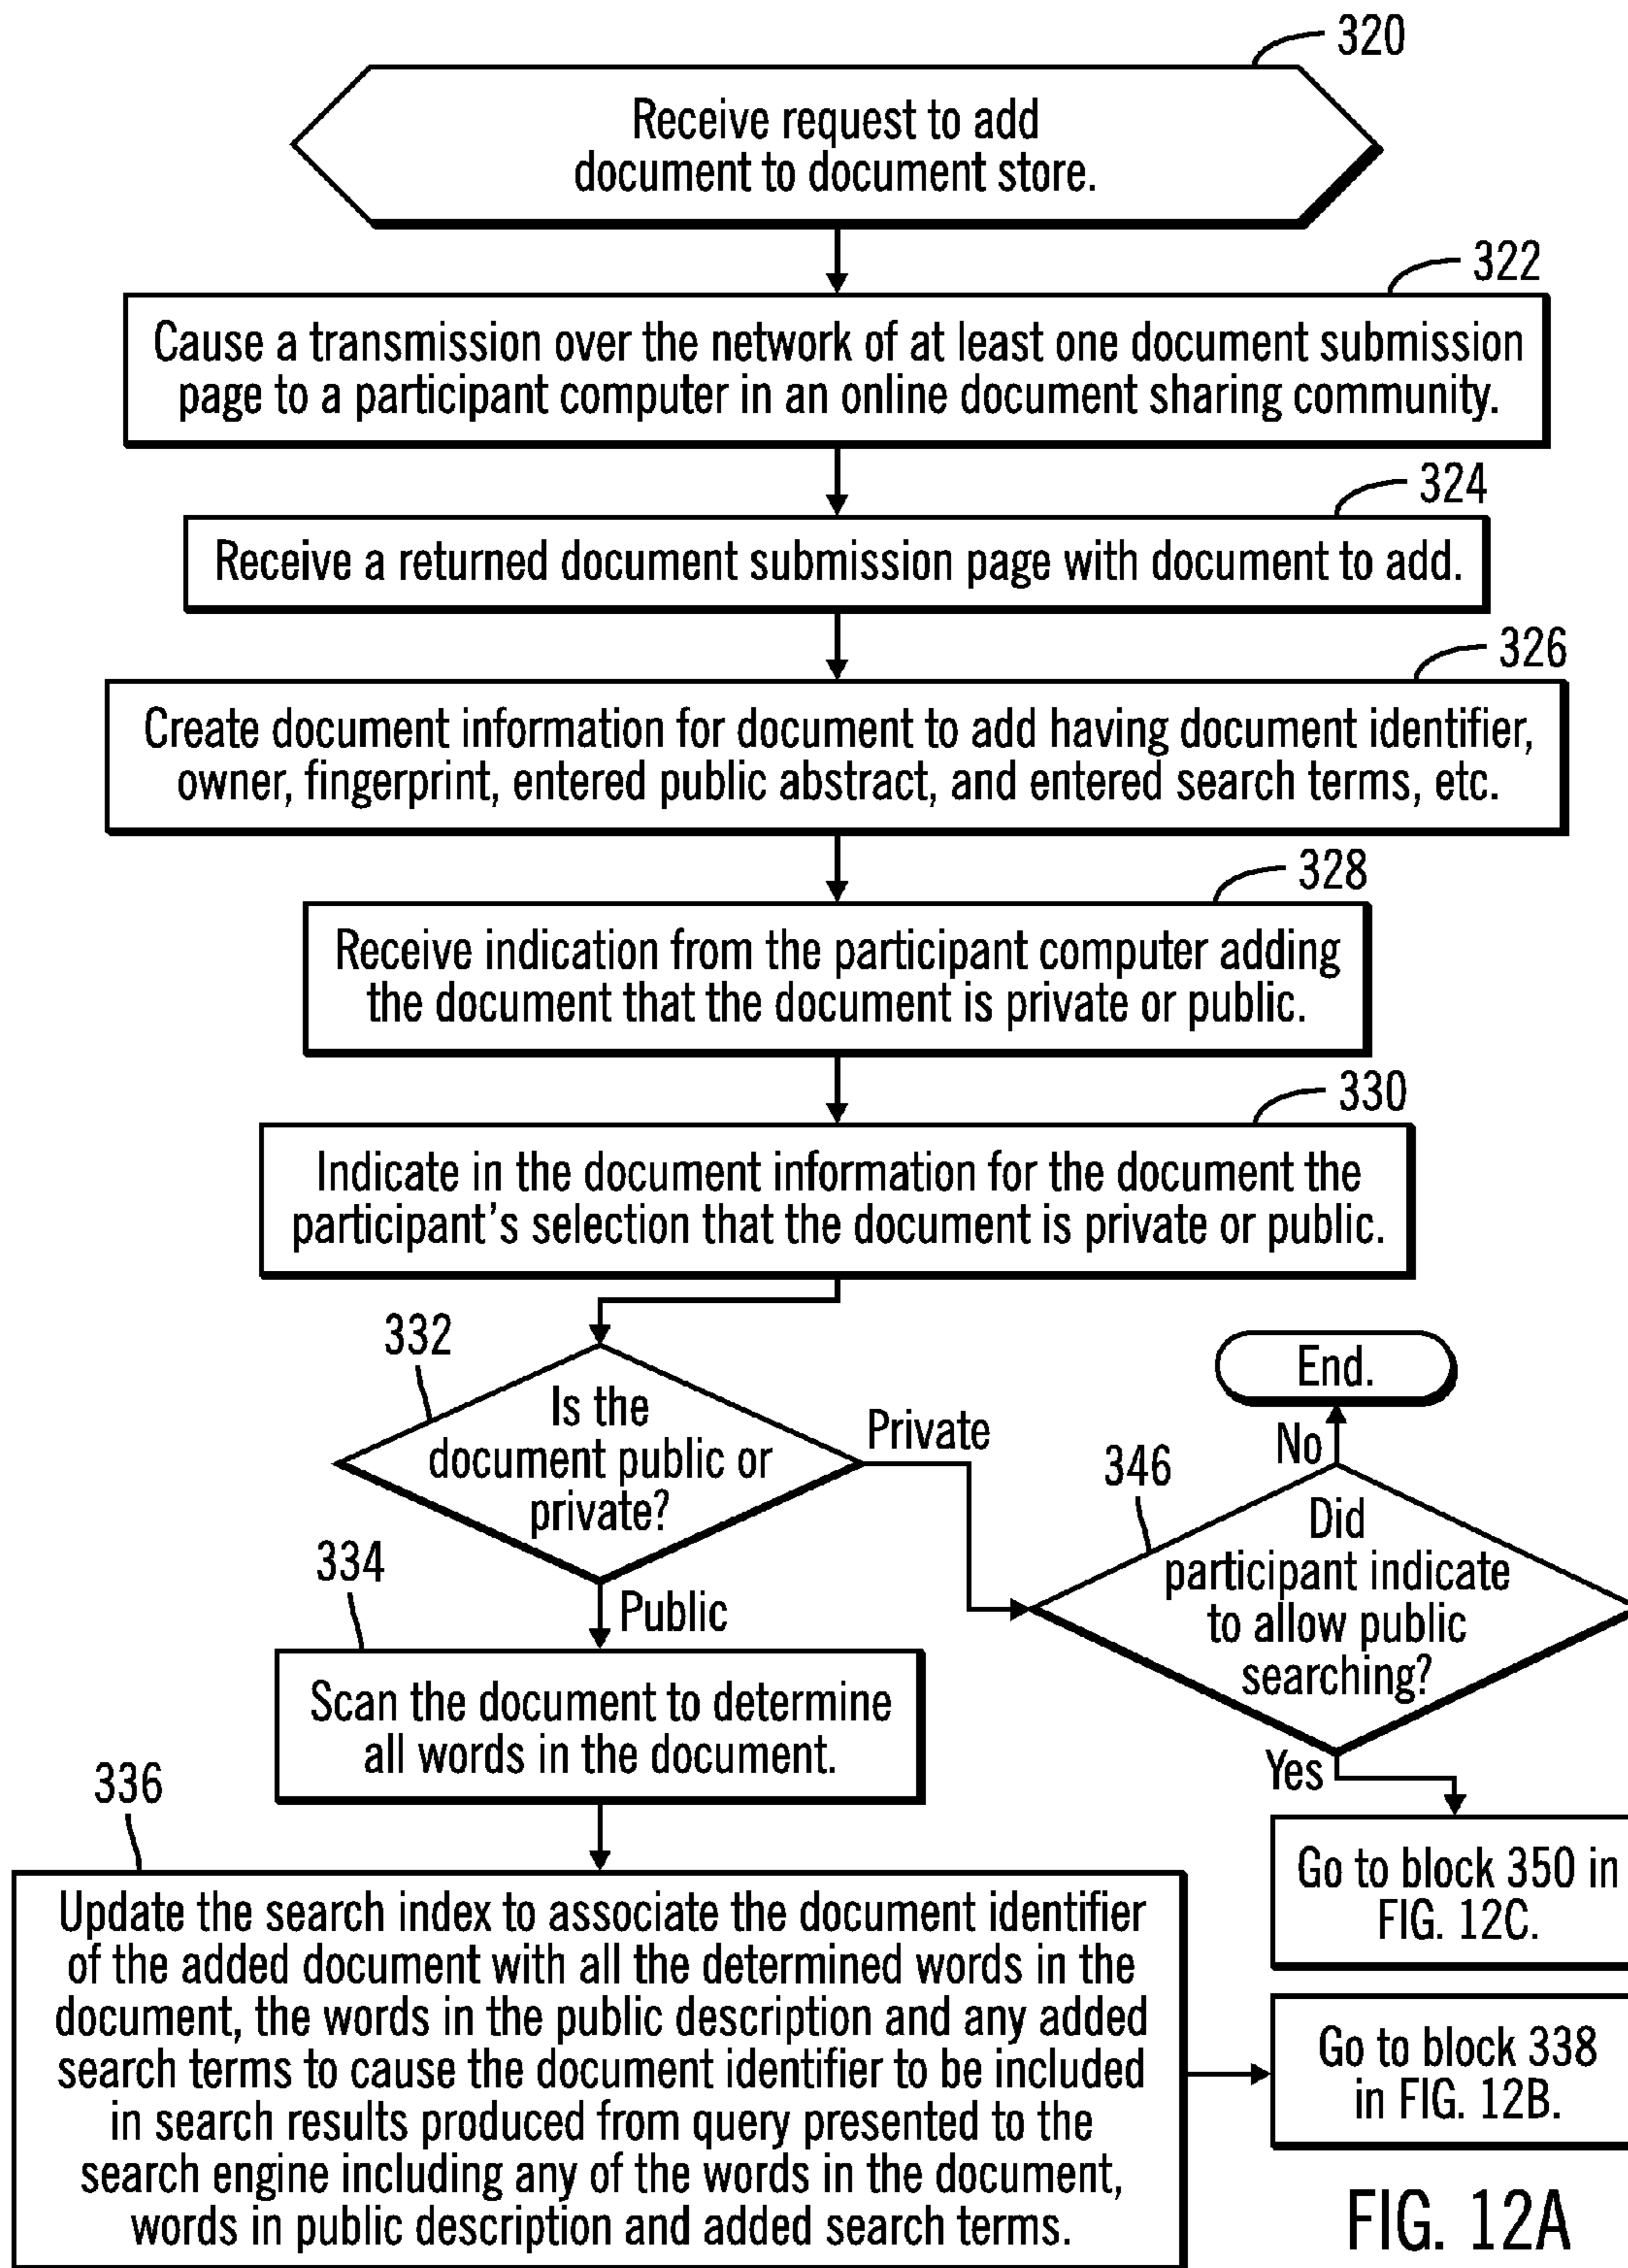 320
Receive request to add
document to document store.
322
Cause a transmission over the network of at least one document submission
page to a participant computer in an online document sharing community.
324
Receive a returned document submission page with document to add.
326
Create document information for document to add having document identifier,
owner, fingerprint, entered public abstract, and entered search terms, etc.
328
Receive indication from the participant computer adding
the document that the document is private or public.
330
Indicate in the document information for the document the
participant's selection that the document is private or public.
332
Is the
document public or
private?
Private
Public
End.
No
346
Did
participant indicate
to allow public
searching?
Yes
Go to block 350 in
FIG. 12C.
334
Scan the document to determine
all words in the document.
336
Update the search index to associate the document identifier
of the added document with all the determined words in the
document, the words in the public description and any added
search terms to cause the document identifier to be included
in search results produced from query presented to the
search engine including any of the words in the document,
words in public description and added search terms.
Go to block 338
in FIG. 12B.
FIG. 12A